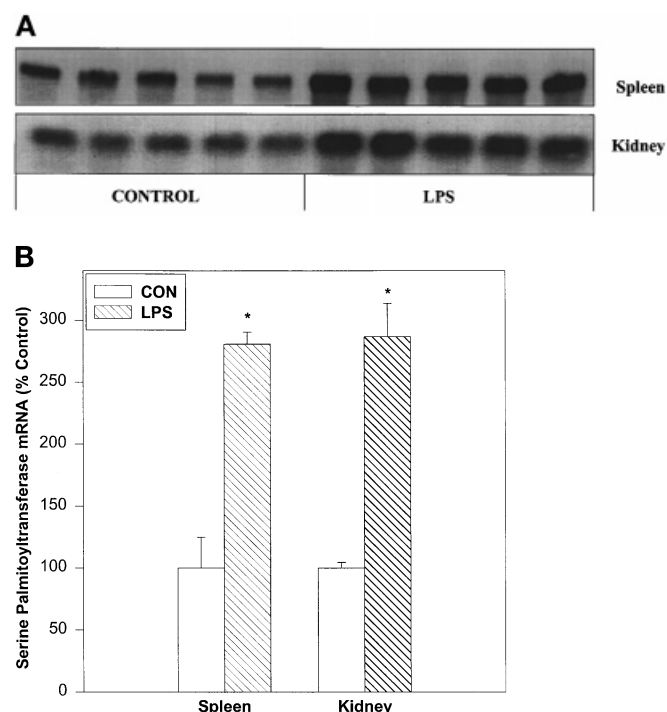 A
Spleen
Kidney
CONTROL LPS
B
CON
LPS
Serine Palmitoyltransferase mRNA (% Control)
300
250
200
150
100
50
0
*
*
Spleen Kidney